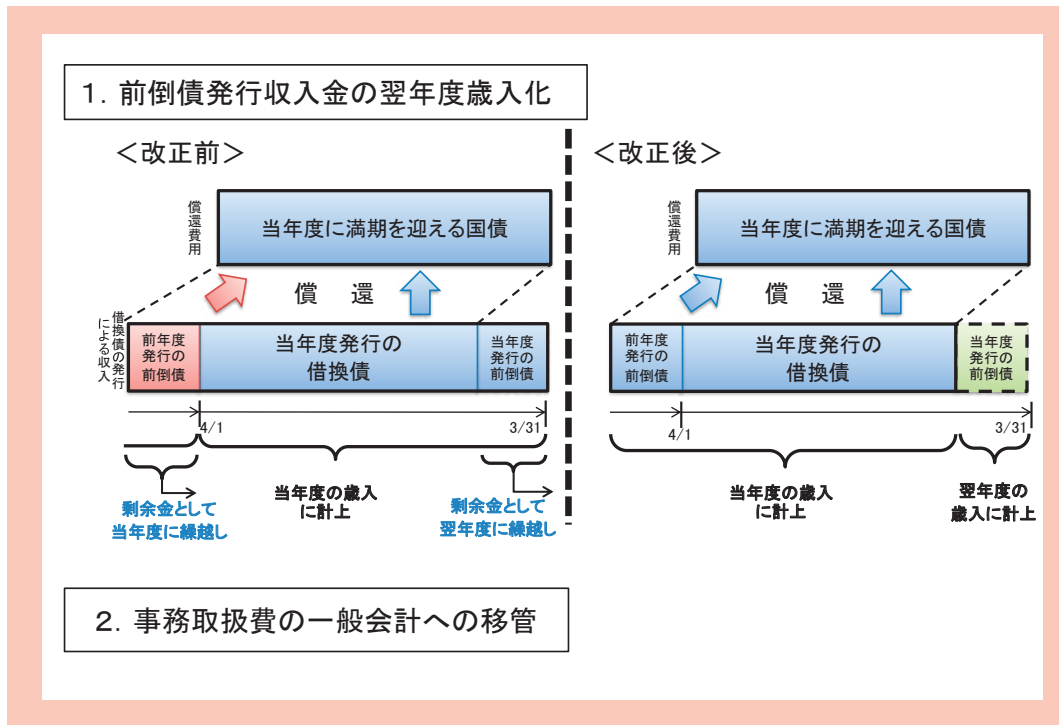 1．前倒債発行収入金の翌年度歳入化
＜改正前＞
償還費用
当年度に満期を迎える国債
償　還
借換債の発行
による収入
前年度
発行の
前倒債
当年度発行の
借換債
当年度
発行の
前倒債
4/1
3/31
剰余金として
当年度に繰越し
当年度の歳入
に計上
剰余金として
翌年度に繰越し
＜改正後＞
償還費用
当年度に満期を迎える国債
償　還
前年度
発行の
前倒債
当年度発行の
借換債
当年度
発行の
前倒債
4/1
3/31
当年度の歳入
に計上
翌年度の
歳入に計上
2．事務取扱費の一般会計への移管